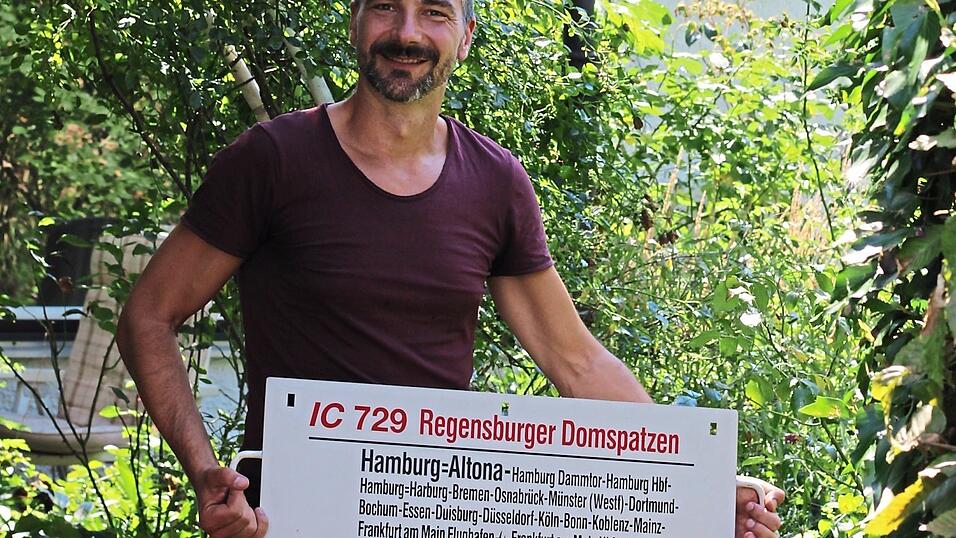 IC 729 Regensburger Domspatzen
Hamburg=Altona-Hamburg Dammtor-Hamburg Hbf-
Hamburg-Harburg-Bremen-Osnabrück-Münster (Westf)-Dortmund-
Bochum-Essen-Duisburg-Düsseldorf-Köln-Bonn-Koblenz-Mainz-
Frankfurt am Main Flughafen